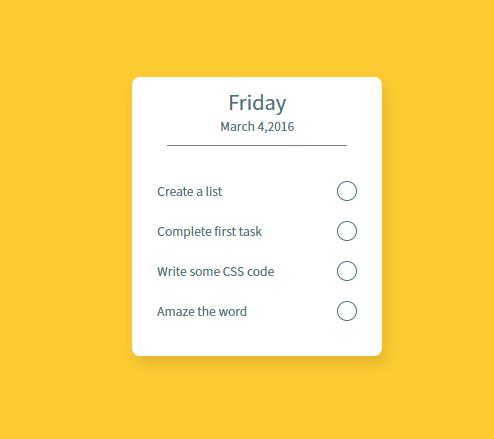 Friday
March 4,2016
Create a list
Complete first task
Write some CSS code
Amaze the word